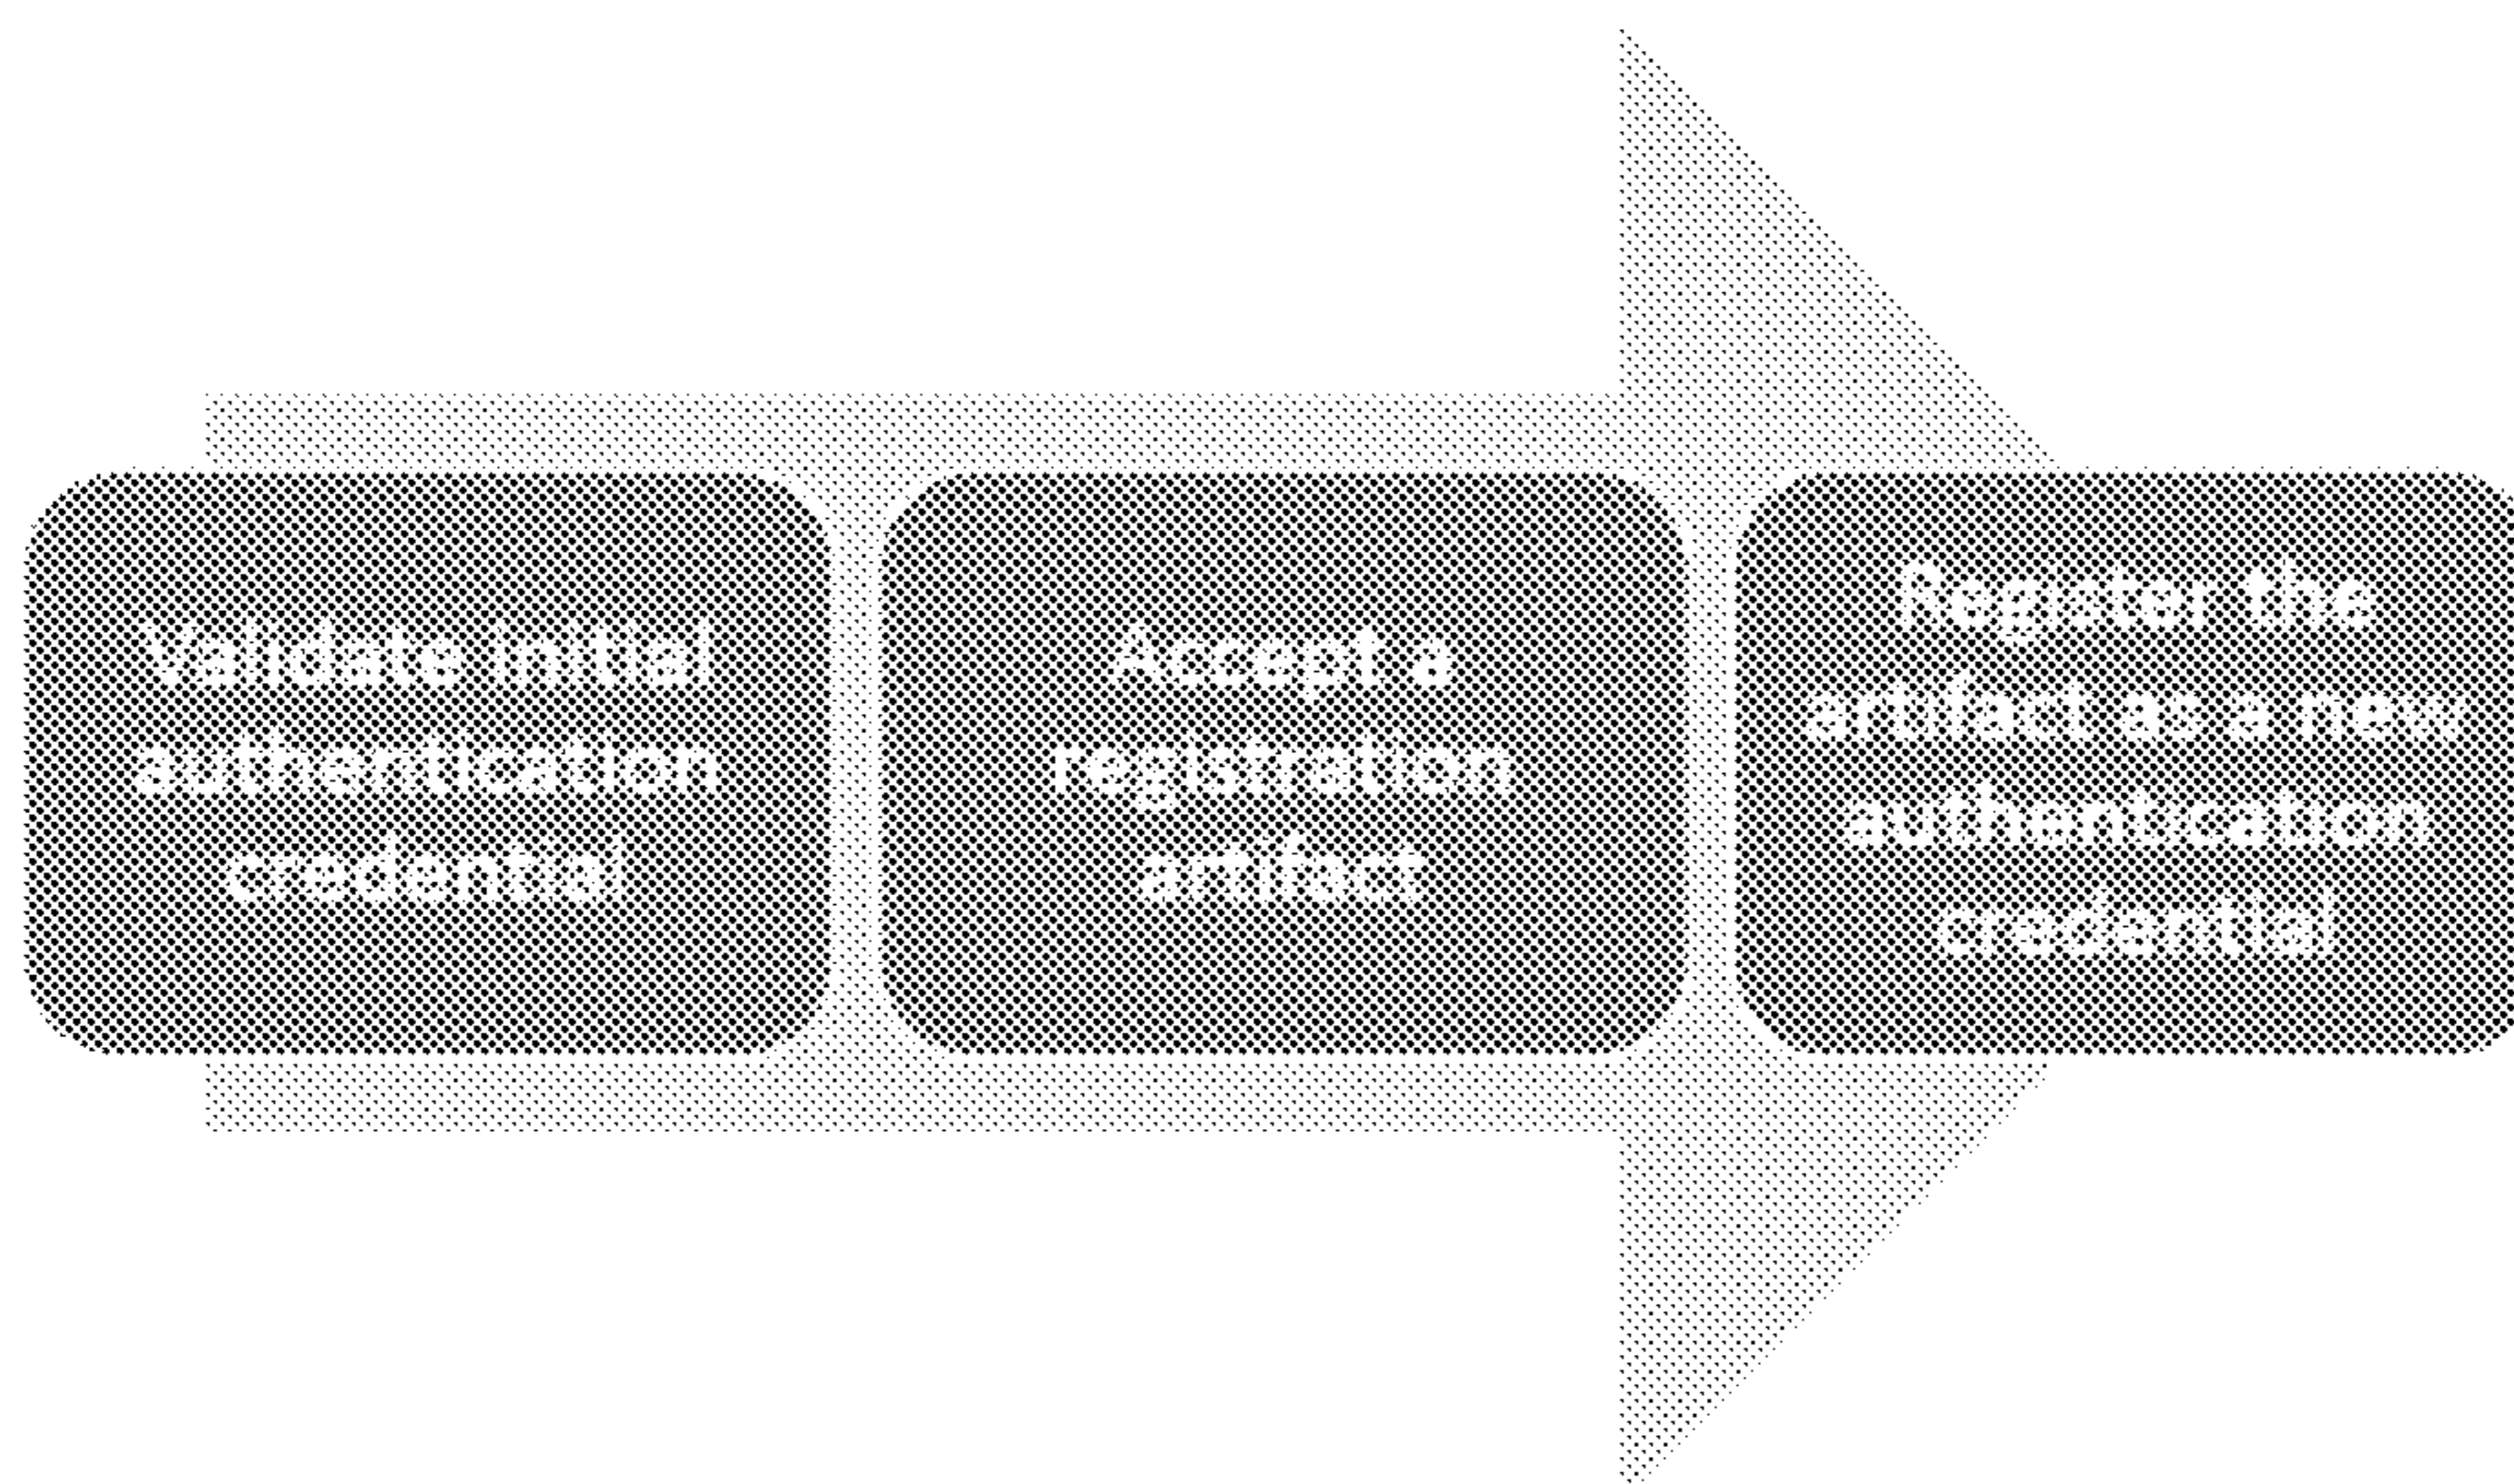 Validate initial
authentication
credential
Accept a
registration
artifact
Register the
artifact as a new
authentication
credential